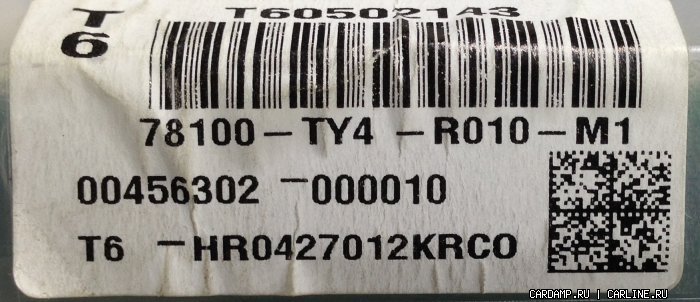 T6
T60502143
78100-TY4 -R010-M1
00456302 -000010
T6 -HR0427012KRCO
CARDAMP.RU | CARLINE.RU